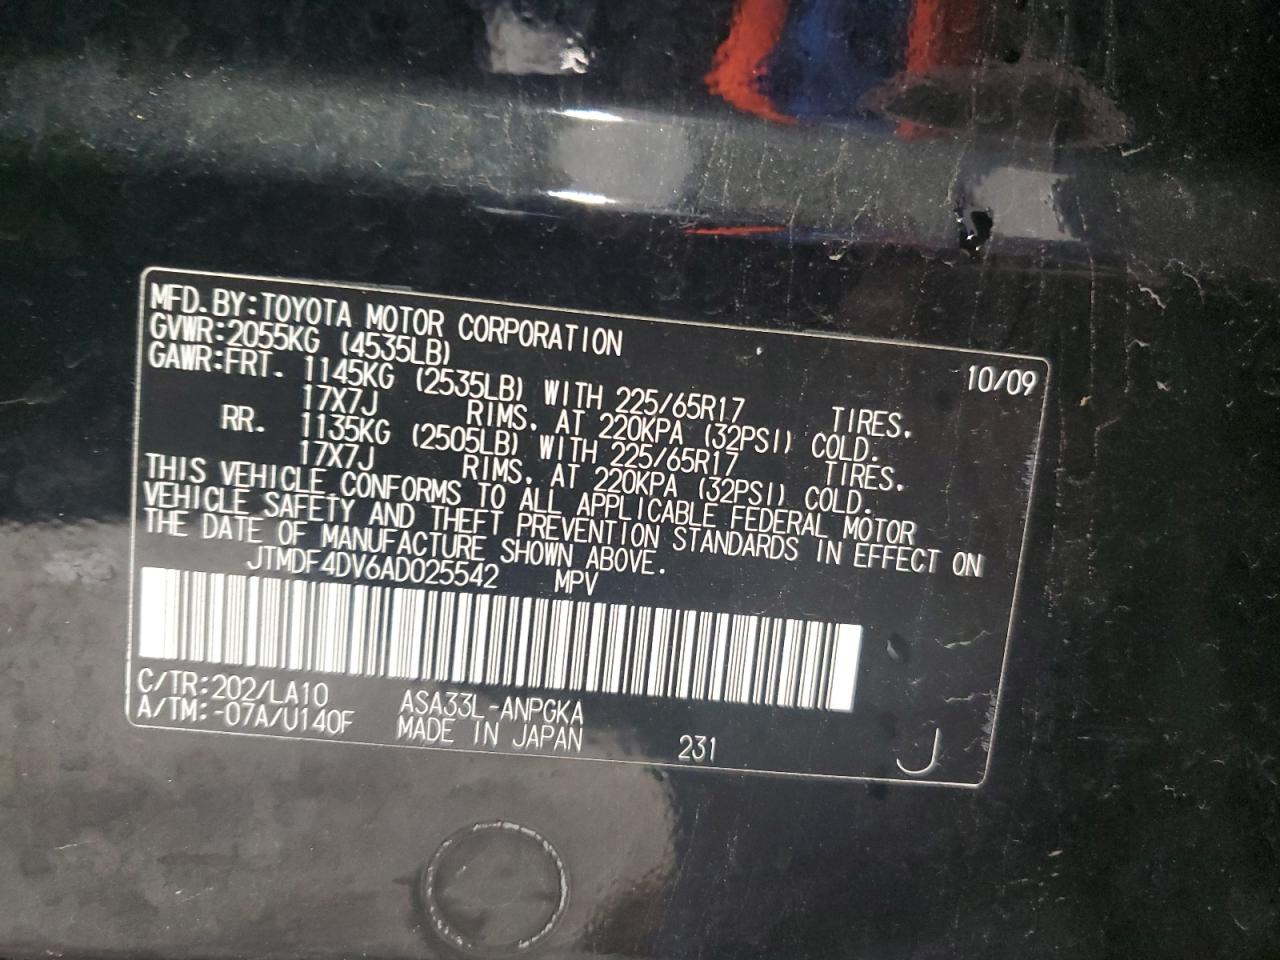 MFD.BY:TOYOTA MOTOR CORPORATION 10/09
GVWR:2055KG (4535LB)
GAWR:FRT. 1145KG (2535LB) WITH 225/65R17 TIRES.
17X7J RIMS. AT 220KPA (32PSI) COLD.
RR. 1135KG (2505LB) WITH 225/65R17 TIRES.
17X7J RIMS. AT 220KPA (32PSI) COLD.
THIS VEHICLE CONFORMS TO ALL APPLICABLE FEDERAL MOTOR
VEHICLE SAFETY AND THEFT PREVENTION STANDARDS IN EFFECT ON
THE DATE OF MANUFACTURE SHOWN ABOVE.
JTMDF4DV6AD025542 MPV
C/TR:202/LA10 ASA33L-ANPGKA
A/TM:-07A/U140F MADE IN JAPAN 231 J